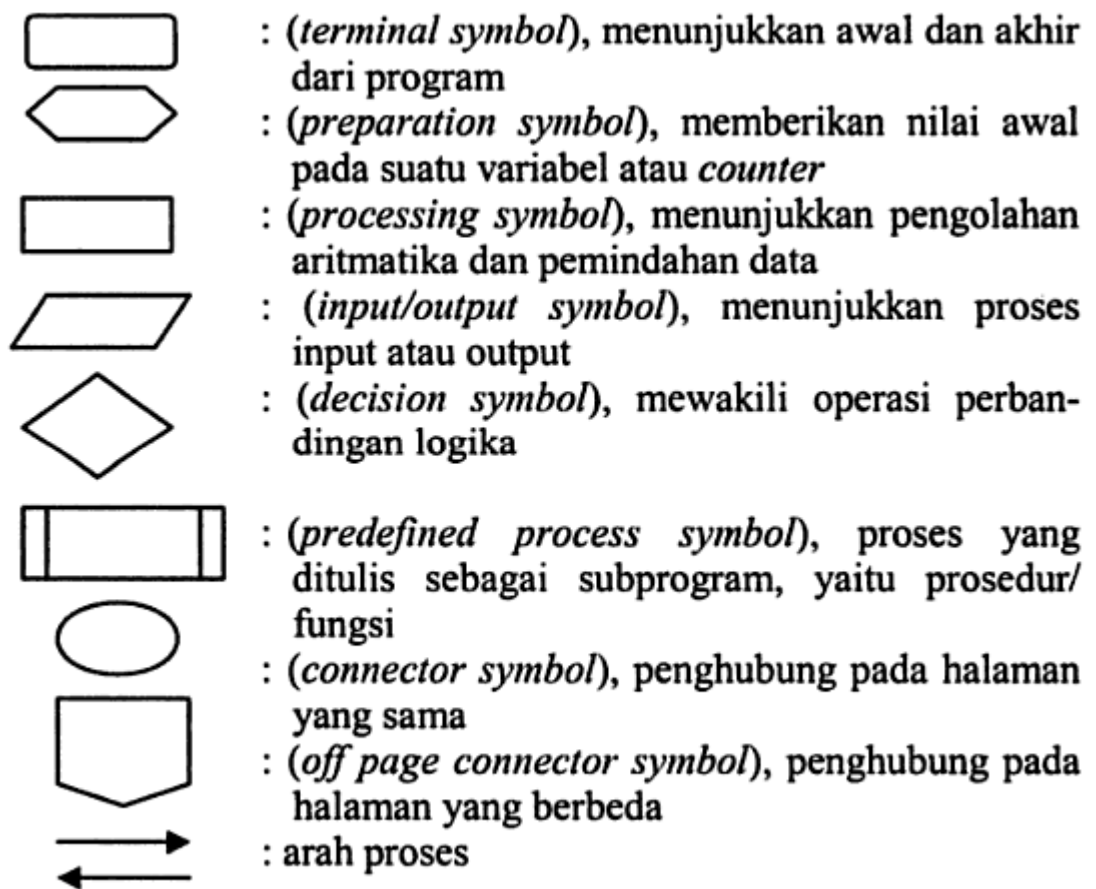 : (terminal symbol), menunjukkan awal dan akhir
dari program
: (preparation symbol), memberikan nilai awal
pada suatu variabel atau counter
: (processing symbol), menunjukkan pengolahan
aritmatika dan pemindahan data
: (input/output symbol), menunjukkan proses
input atau output
: (decision symbol), mewakili operasi perban-
dingan logika
: (predefined process symbol), proses yang
ditulis sebagai subprogram, yaitu prosedur/
fungsi
: (connector symbol), penghubung pada halaman
yang sama
: (off page connector symbol), penghubung pada
halaman yang berbeda
: arah proses